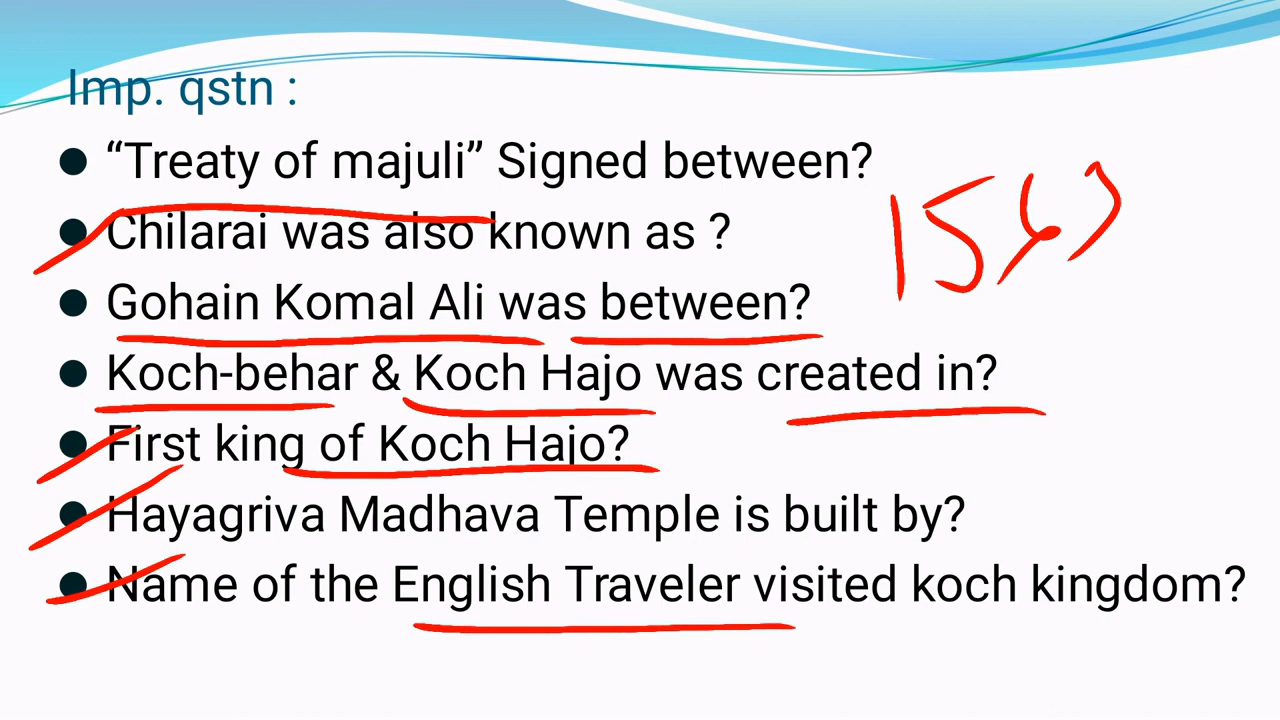 Imp. qstn :
“Treaty of majuli” Signed between?
Chilarai was also known as ?
Gohain Komal Ali was between?
Koch-behar & Koch Hajo was created in?
First king of Koch Hajo?
Hayagriva Madhava Temple is built by?
Name of the English Traveler visited koch kingdom?